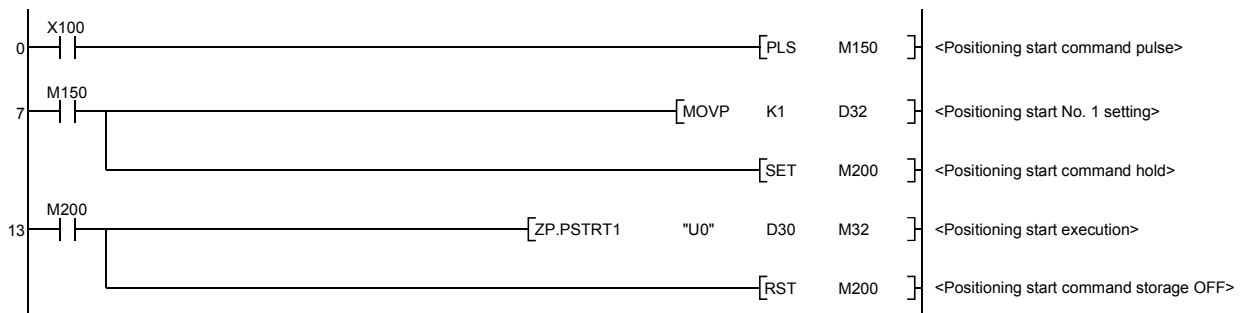 X100
0 PLS M150 <Positioning start command pulse>
M150
7 MOVP K1 D32 <Positioning start No. 1 setting>
SET M200 <Positioning start command hold>
M200
13 ZP.PSTRT1 "U0" D30 M32 <Positioning start execution>
RST M200 <Positioning start command storage OFF>